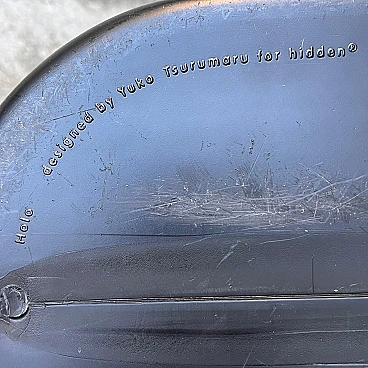 Halo designed by Yuko Tsurumaru for hidden®